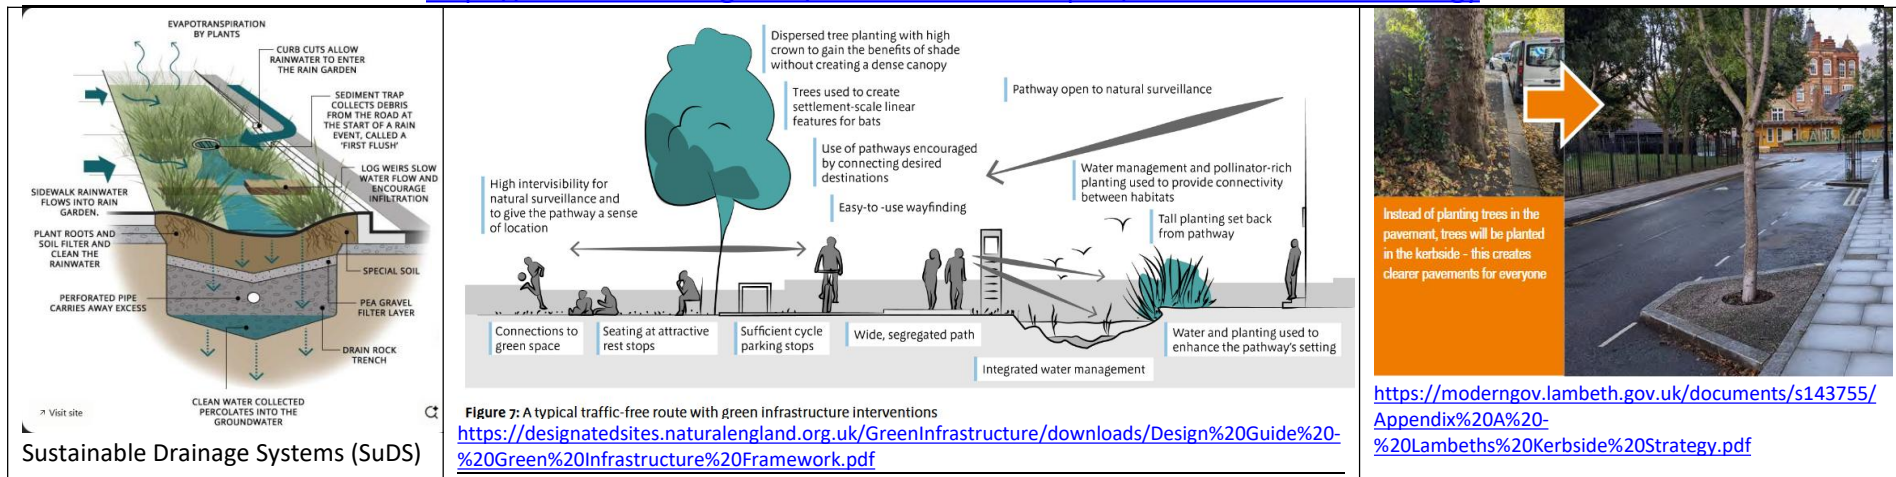 EVAPOTRANSPIRATION
BY PLANTS
CURB CUTS ALLOW
RAINWATER TO ENTER
THE RAIN GARDEN
SEDIMENT TRAP
COLLECTS DEBRIS
FROM THE ROAD AT
THE START OF A RAIN
EVENT, CALLED A
'FIRST FLUSH'
LOG WEIRS SLOW
WATER FLOW AND
ENCOURAGE
INFILTRATION
SIDEWALK RAINWATER
FLOWS INTO RAIN
GARDEN.
PLANT ROOTS AND
SOIL FILTER AND
CLEAN THE
RAINWATER
SPECIAL SOIL
PERFORATED PIPE
CARRIES AWAY EXCESS
PEA GRAVEL
FILTER LAYER
DRAIN ROCK
TRENCH
CLEAN WATER COLLECTED
PERCOLATES INTO THE
GROUNDWATER
Visit site
Sustainable Drainage Systems (SuDS)
Dispersed tree planting with high
crown to gain the benefits of shade
without creating a dense canopy
Trees used to create
settlement-scale linear
features for bats
Pathway open to natural surveillance
Use of pathways encouraged
by connecting desired
destinations
Water management and pollinator-rich
planting used to provide connectivity
between habitats
High intervisibility for
natural surveillance and
to give the pathway a sense
of location
Easy-to -use wayfinding
Tall planting set back
from pathway
Connections to
green space
Seating at attractive
rest stops
Sufficient cycle
parking stops
Wide, segregated path
Water and planting used to
enhance the pathway's setting
Integrated water management
Figure 7: A typical traffic-free route with green infrastructure interventions
https://designatedsites.naturalengland.org.uk/GreenInfrastructure/downloads/Design%20Guide%20-
%20Green%20Infrastructure%20Framework.pdf
Instead of planting trees in the
pavement, trees will be planted
in the kerbside - this creates
clearer pavements for everyone
https://moderngov.lambeth.gov.uk/documents/s143755/
Appendix%20A%20-
%20Lambeths%20Kerbside%20Strategy.pdf